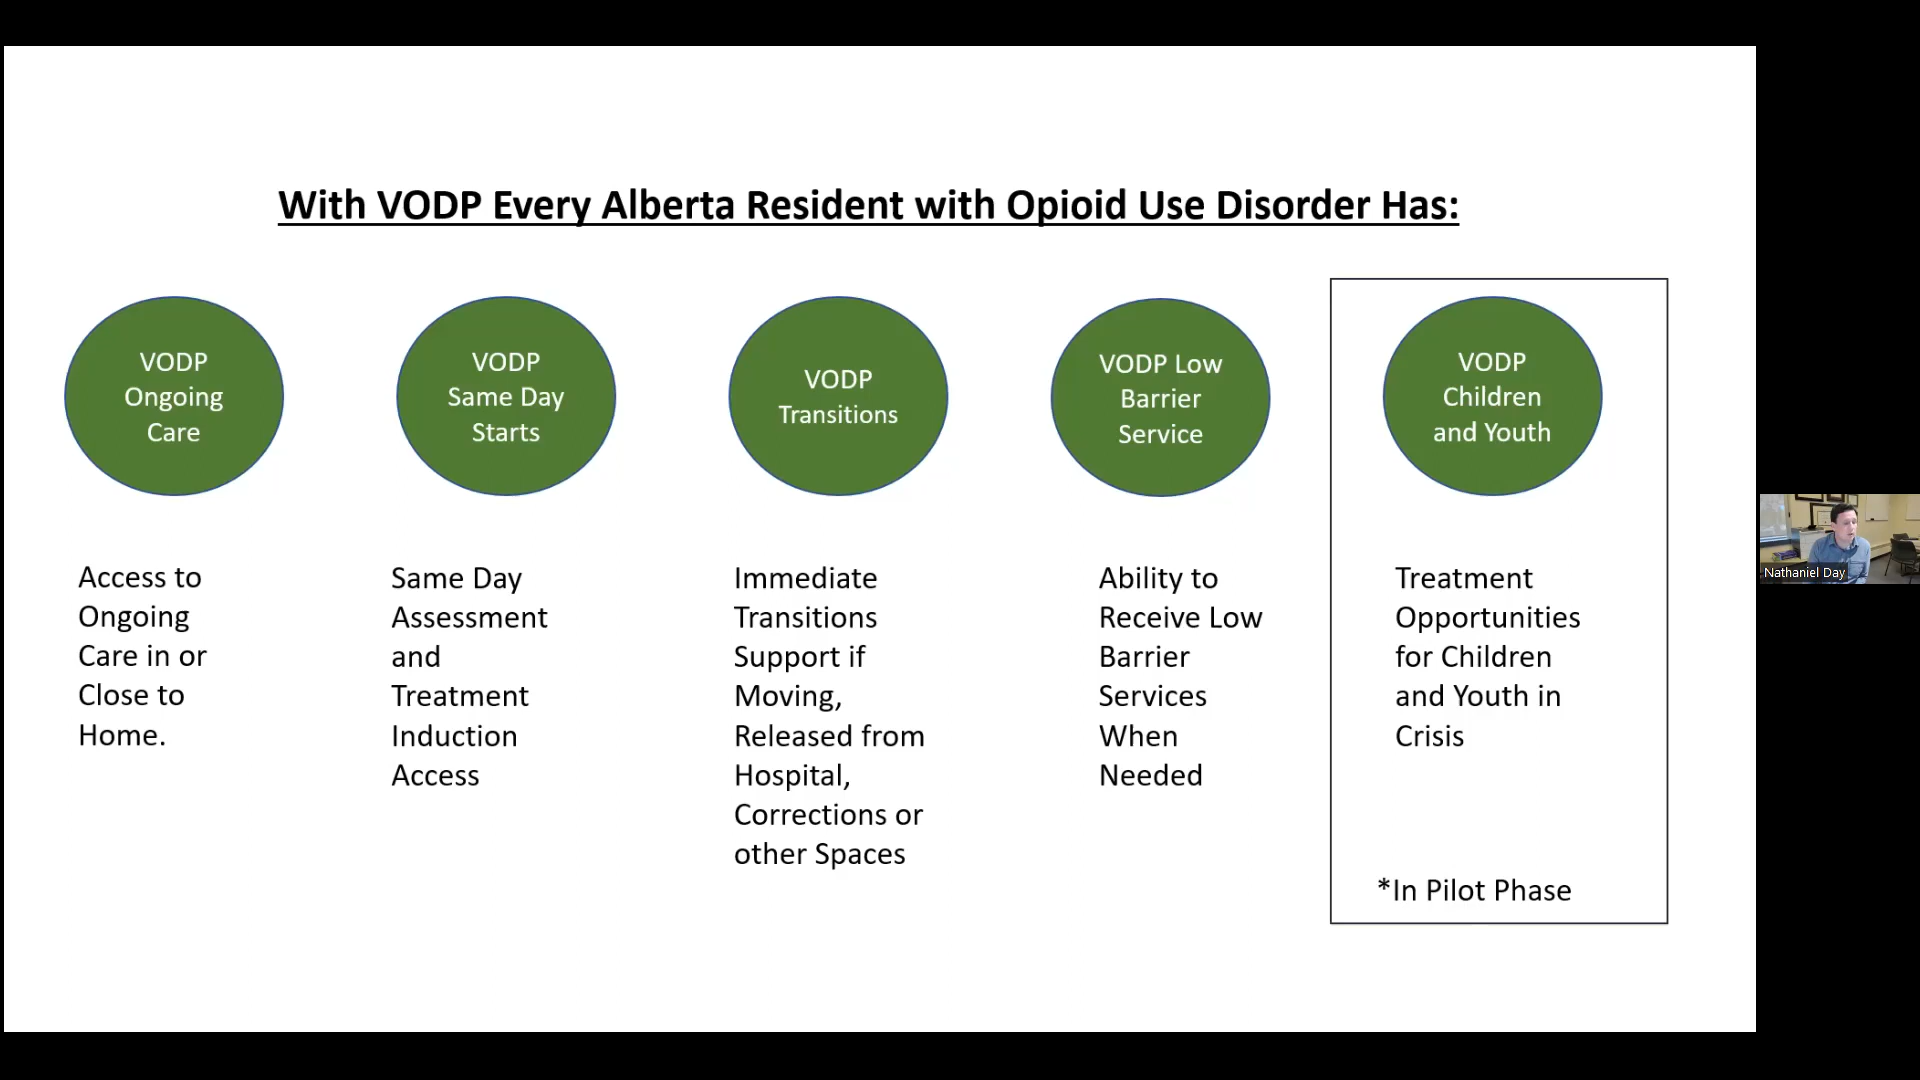 With VODP Every Alberta Resident with Opioid Use Disorder Has:
VODP
Ongoing
Care
VODP
Same Day
Starts
VODP
Transitions
VODP Low
Barrier
Service
VODP
Children
and Youth
Access to
Ongoing
Care in or
Close to
Home.
Same Day
Assessment
and
Treatment
Induction
Access
Immediate
Transitions
Support if
Moving,
Released from
Hospital,
Corrections or
other Spaces
Ability to
Receive Low
Barrier
Services
When
Needed
Treatment
Opportunities
for Children
and Youth in
Crisis
*In Pilot Phase
Nathaniel Day